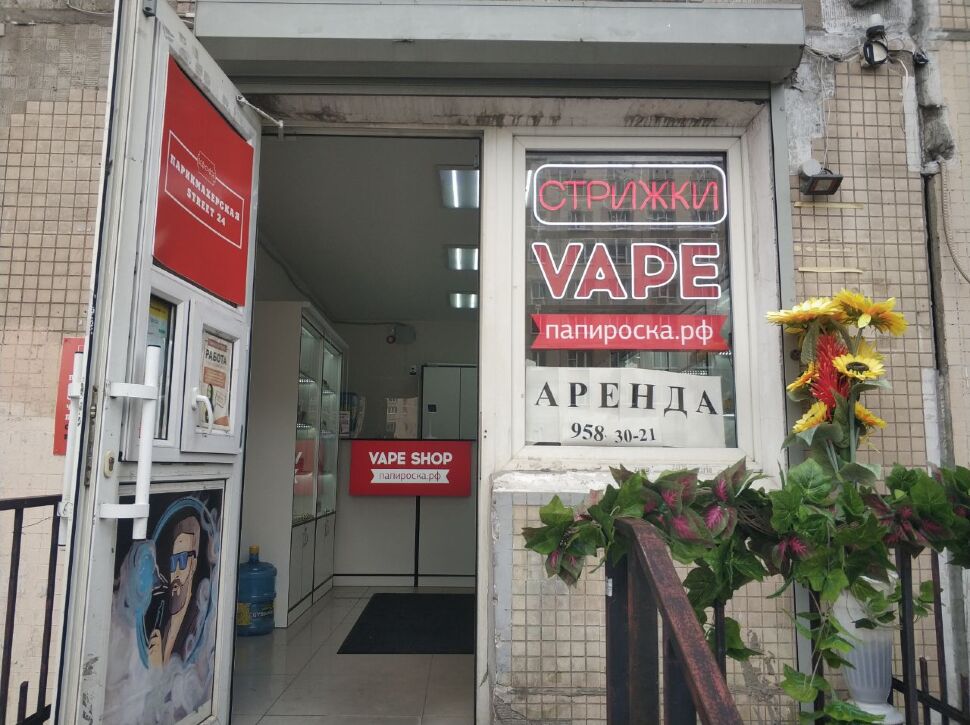 ПАРИКМАХЕРСКАЯ
STREET 24
РАБОТА
VAPE SHOP
папироска.рф
СТРИЖКИ
VAPE
папироска.рф
АРЕНДА
958 30-21